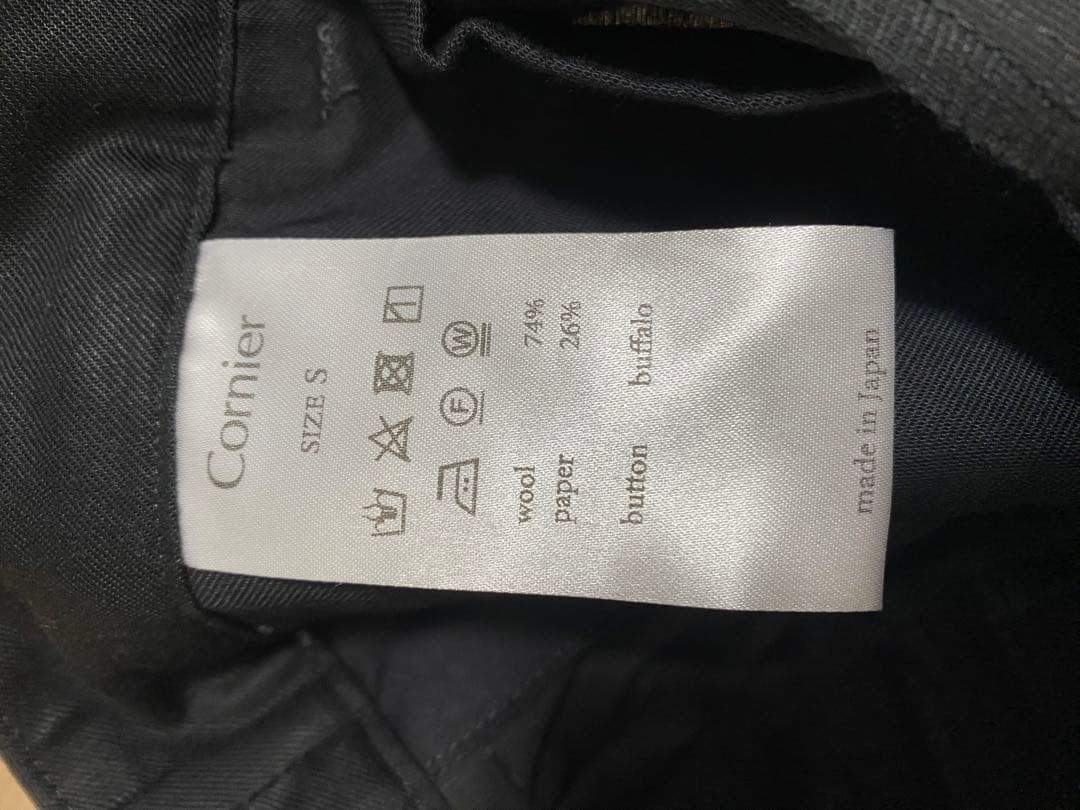 Cornier
SIZE S
F W
wool 74%
paper 26%
button buffalo
made in Japan